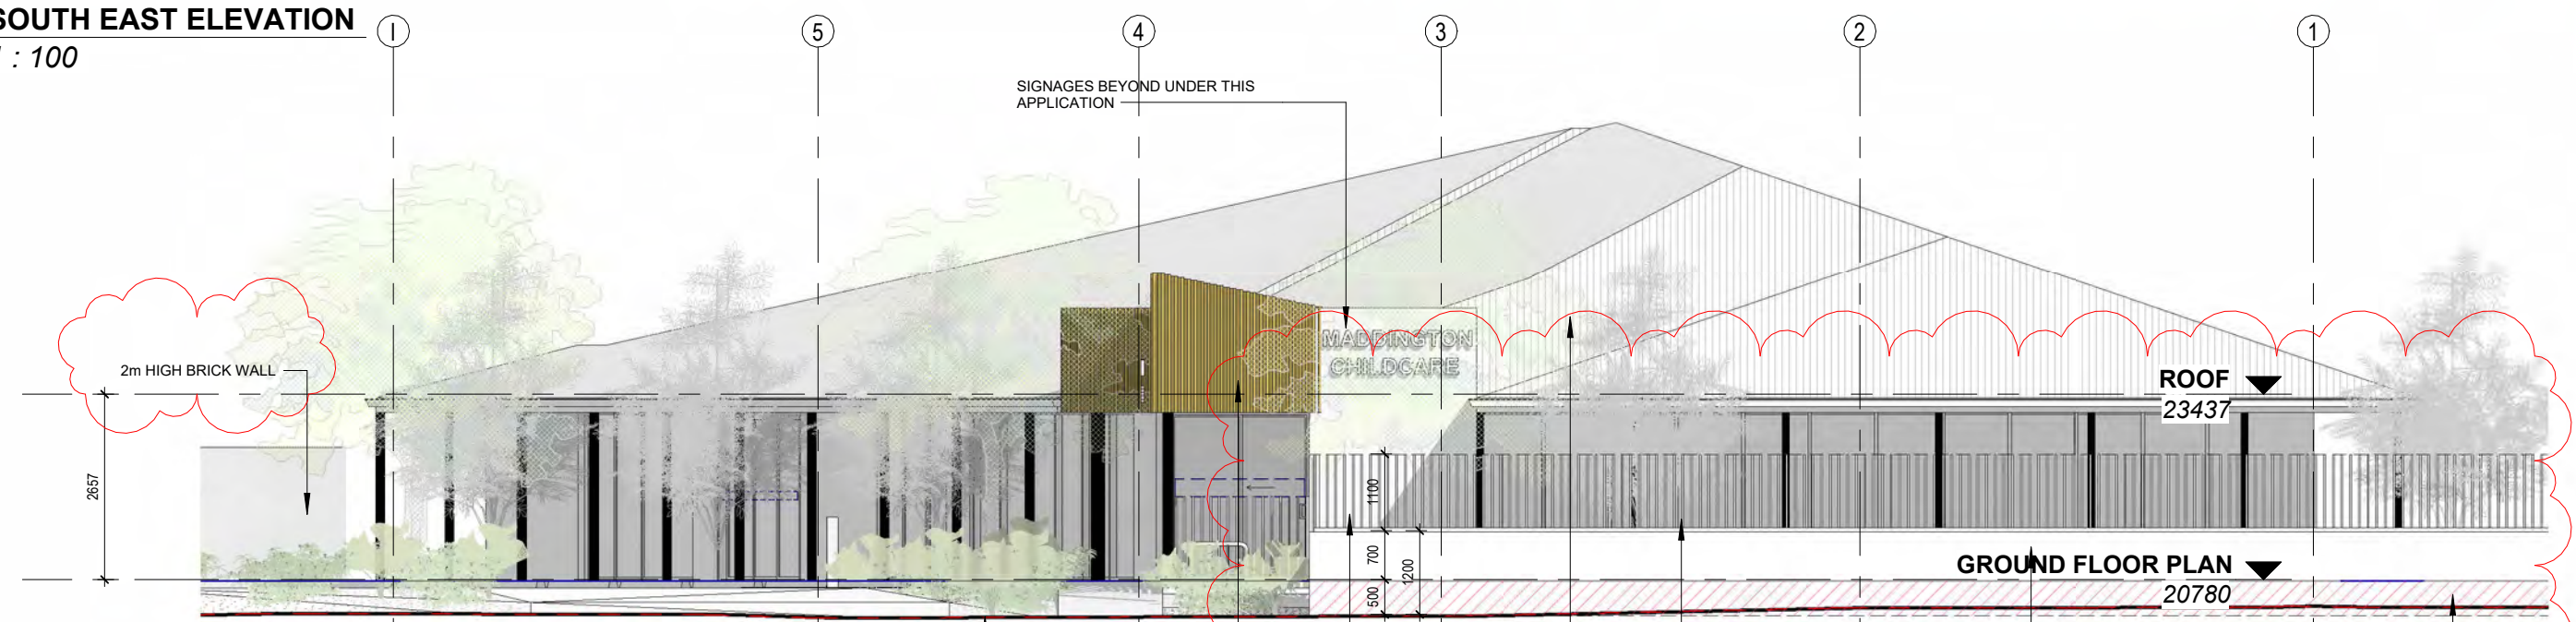 SOUTH EAST ELEVATION
1 : 100
I
5
4
3
2
1
SIGNAGES BEYOND UNDER THIS
APPLICATION
MADDINGTON
CHILDCARE
2m HIGH BRICK WALL
ROOF
23437
2657
1100
700
1200
500
GROUND FLOOR PLAN
20780